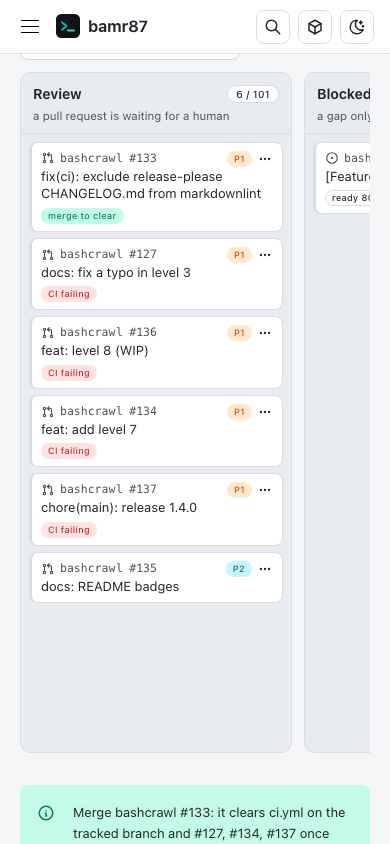 bamr87
Review
6 / 101
a pull request is waiting for a human
bashcrawl #133
P1
fix(ci): exclude release-please
CHANGELOG.md from markdownlint
merge to clear
bashcrawl #127
P1
docs: fix a typo in level 3
CI failing
bashcrawl #136
P1
feat: level 8 (WIP)
CI failing
bashcrawl #134
P1
feat: add level 7
CI failing
bashcrawl #137
P1
chore(main): release 1.4.0
CI failing
bashcrawl #135
P2
docs: README badges
Blocked
a gap only
bash
[Featur
ready 80
Merge bashcrawl #133: it clears ci.yml on the
tracked branch and #127, #134, #137 once